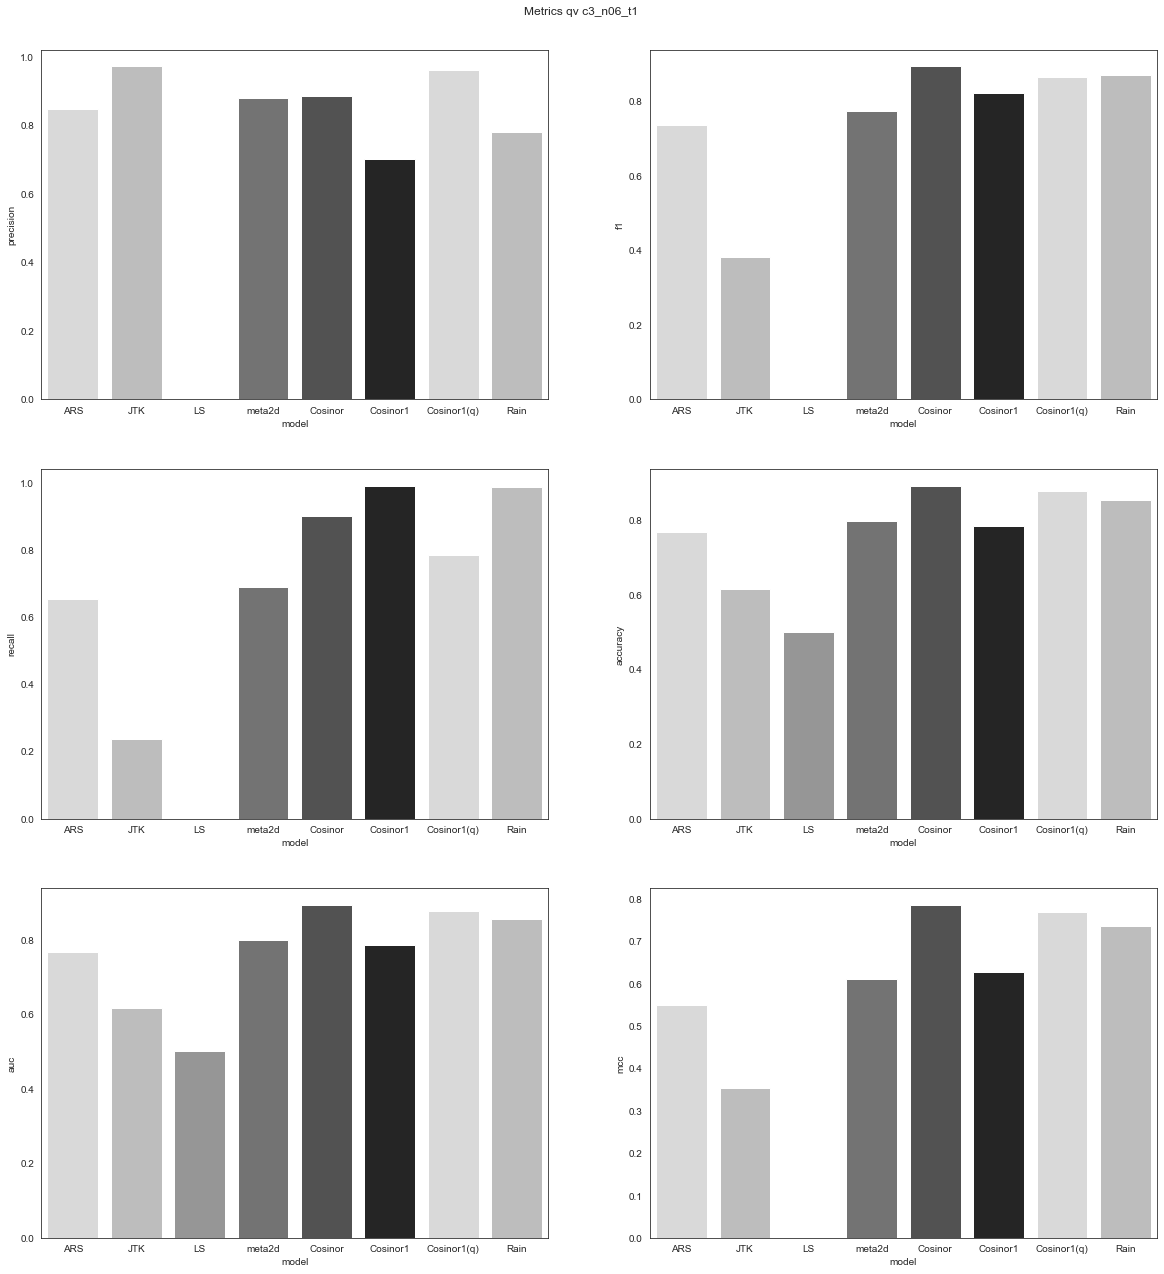 Metrics qv c3_n06_t1
1.0
0.8
0.6
0.4
0.2
0.0
precision
ARS JTK LS meta2d Cosinor Cosinor1 Cosinor1(q) Rain
model
0.8
0.6
0.4
0.2
0.0
f1
ARS JTK LS meta2d Cosinor Cosinor1 Cosinor1(q) Rain
model
1.0
0.8
0.6
0.4
0.2
0.0
recall
ARS JTK LS meta2d Cosinor Cosinor1 Cosinor1(q) Rain
model
0.8
0.6
0.4
0.2
0.0
accuracy
ARS JTK LS meta2d Cosinor Cosinor1 Cosinor1(q) Rain
model
0.8
0.6
0.4
0.2
0.0
auc
ARS JTK LS meta2d Cosinor Cosinor1 Cosinor1(q) Rain
model
0.8
0.7
0.6
0.5
0.4
0.3
0.2
0.1
0.0
mcc
ARS JTK LS meta2d Cosinor Cosinor1 Cosinor1(q) Rain
model